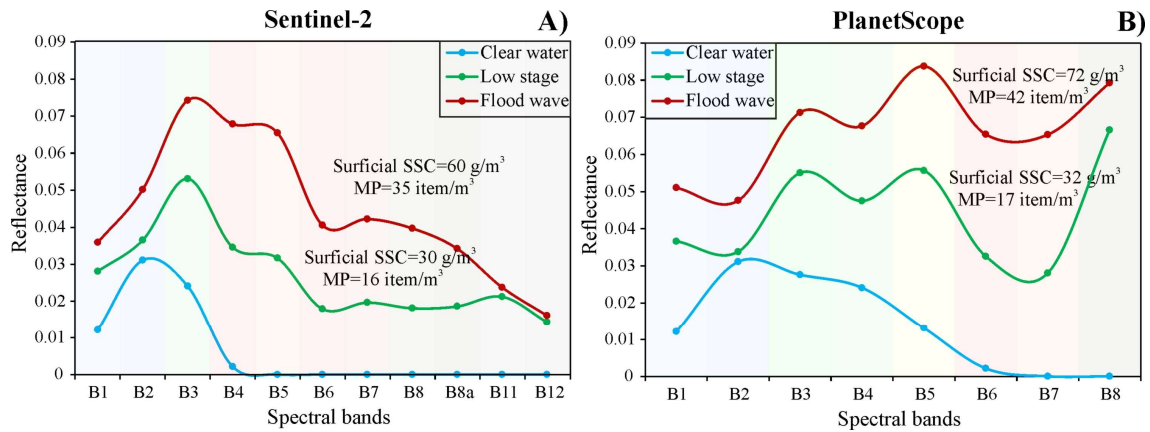 Sentinel-2
A)
0.09
0.08
0.07
0.06
0.05
0.04
0.03
0.02
0.01
0
Reflectance
Clear water
Low stage
Flood wave
Surficial SSC=60 g/m³
MP=35 item/m³
Surficial SSC=30 g/m³
MP=16 item/m³
B1 B2 B3 B4 B5 B6 B7 B8 B8a B11 B12
Spectral bands
PlanetScope
B)
0.09
0.08
0.07
0.06
0.05
0.04
0.03
0.02
0.01
0
Reflectance
Clear water
Low stage
Flood wave
Surficial SSC=72 g/m³
MP=42 item/m³
Surficial SSC=32 g/m³
MP=17 item/m³
B1 B2 B3 B4 B5 B6 B7 B8
Spectral bands